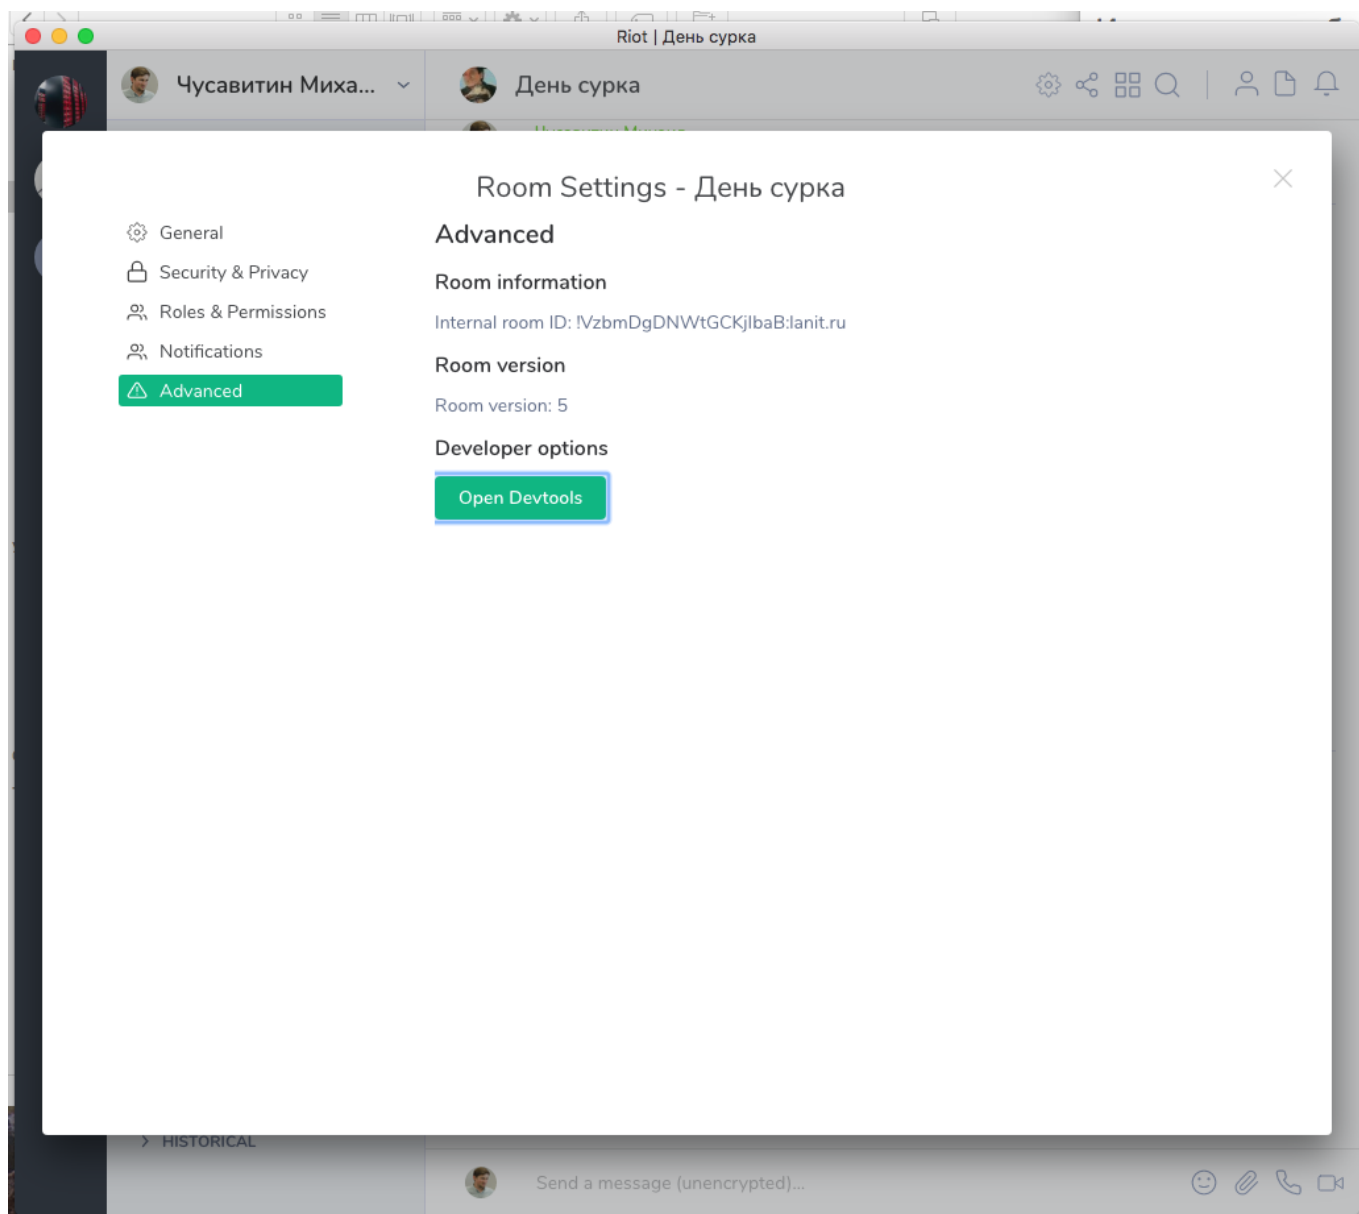 Riot | День сурка
Чусавитин Миха...
День сурка
Room Settings - День сурка
General
Security & Privacy
Roles & Permissions
Notifications
Advanced
Advanced
Room information
Internal room ID: !VzbmDgDNWtGCKjlbaB:lanit.ru
Room version
Room version: 5
Developer options
Open Devtools
HISTORICAL
Send a message (unencrypted)...